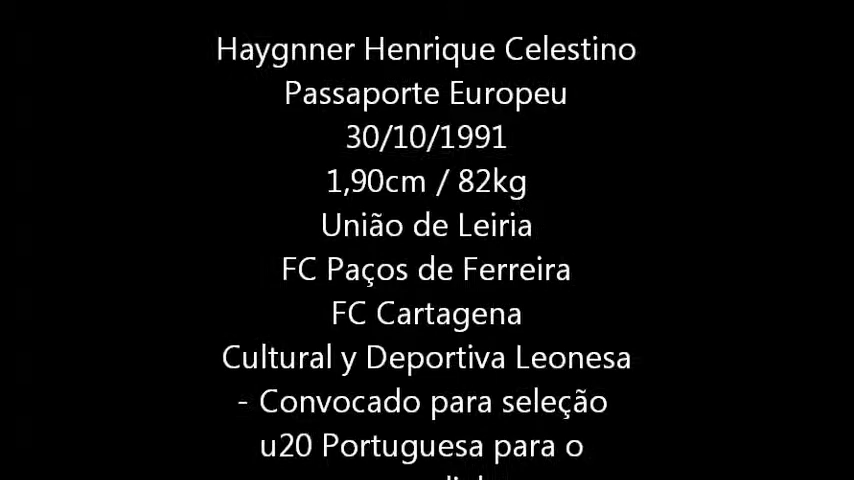 Haygnner Henrique Celestino
Passaporte Europeu
30/10/1991
1,90cm / 82kg
União de Leiria
FC Paços de Ferreira
FC Cartagena
Cultural y Deportiva Leonesa
- Convocado para seleção
u20 Portuguesa para o